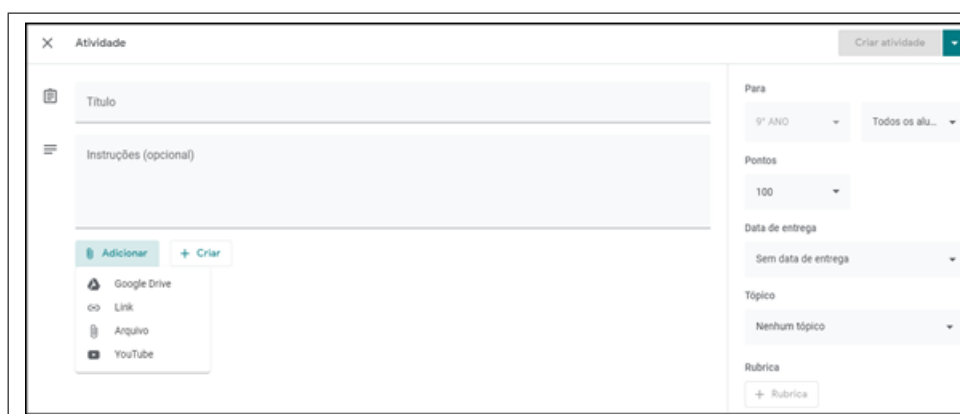 Atividade
Criar atividade
Título
Instruções (opcional)
Adicionar
+ Criar
Google Drive
Link
Arquivo
YouTube
Para
9° ANO
Todos os alu...
Pontos
100
Data de entrega
Sem data de entrega
Tópico
Nenhum tópico
Rubrica
+ Rubrica